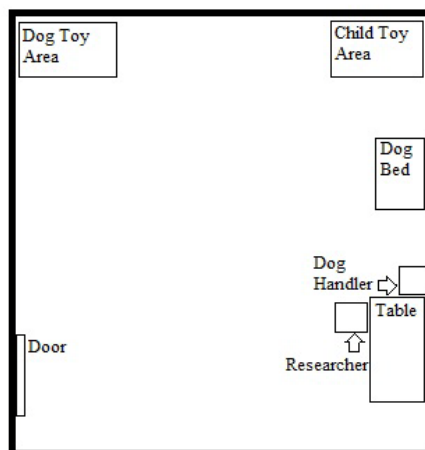 Dog Toy
Area
Child Toy
Area
Dog
Bed
Dog
Handler
Table
Door
Researcher